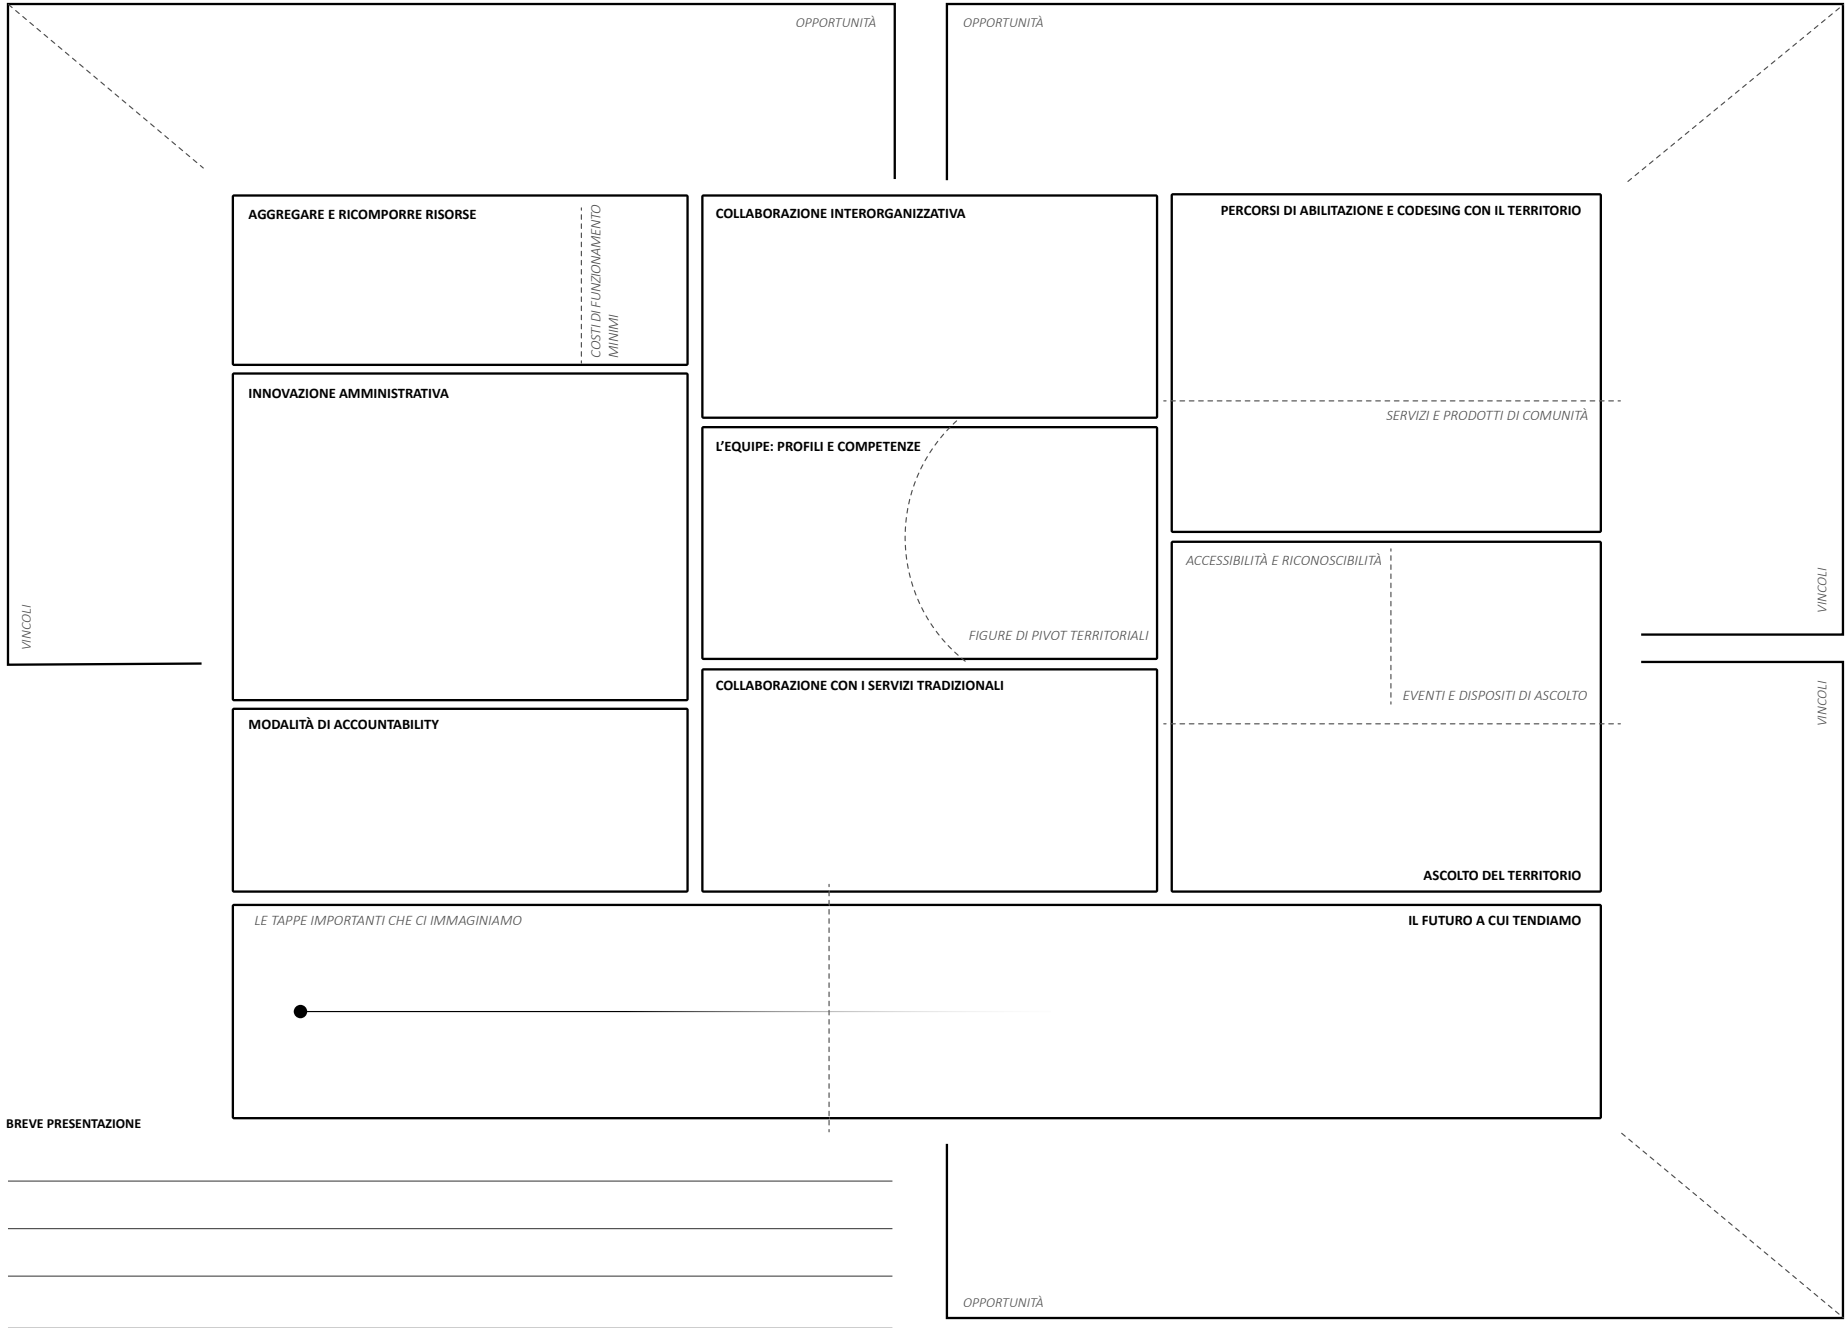 OPPORTUNITÀ
OPPORTUNITÀ
AGGREGARE E RICOMPORRE RISORSE
COSTI DI FUNZIONAMENTO
MINIMI
COLLABORAZIONE INTERORGANIZZATIVA
PERCORSI DI ABILITAZIONE E CODESING CON IL TERRITORIO
SERVIZI E PRODOTTI DI COMUNITÀ
INNOVAZIONE AMMINISTRATIVA
L'EQUIPE: PROFILI E COMPETENZE
FIGURE DI PIVOT TERRITORIALI
ACCESSIBILITÀ E RICONOSCIBILITÀ
EVENTI E DISPOSITI DI ASCOLTO
VINCOLI
VINCOLI
VINCOLI
COLLABORAZIONE CON I SERVIZI TRADIZIONALI
MODALITÀ DI ACCOUNTABILITY
ASCOLTO DEL TERRITORIO
LE TAPPE IMPORTANTI CHE CI IMMAGINIAMO
IL FUTURO A CUI TENDIAMO
BREVE PRESENTAZIONE
OPPORTUNITÀ